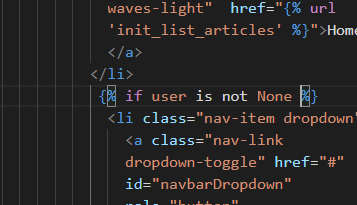 waves-light"  href="{% url
'init_list_articles' %}">Home
</a>
</li>
{% if user is not None %}
<li class="nav-item dropdown"
<a class="nav-link
dropdown-toggle" href="#"
id="navbarDropdown"
role="button"